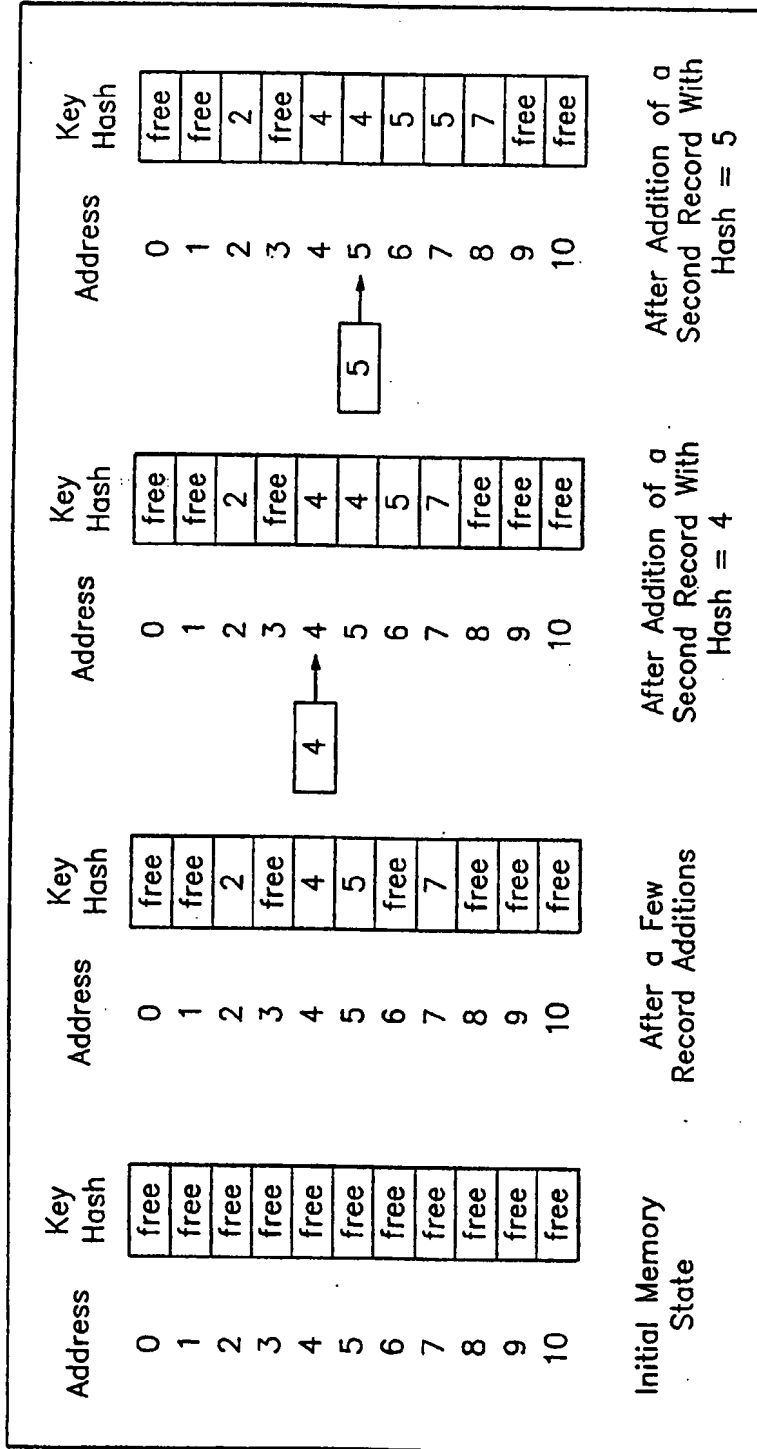 Address Key
Hash
0 free
1 free
2 free
3 free
4 free
5 free
6 free
7 free
8 free
9 free
10 free
Initial Memory
State
Address Key
Hash
0 free
1 free
2 2
3 free
4 4
5 5
6 free
7 7
8 free
9 free
10 free
After a Few
Record Additions
4
Address Key
Hash
0 free
1 free
2 2
3 free
4 4
5 4
6 5
7 7
8 free
9 free
10 free
After Addition of a
Second Record With
Hash = 4
5
Address Key
Hash
0 free
1 free
2 2
3 free
4 4
5 4
6 5
7 5
8 7
9 free
10 free
After Addition of a
Second Record With
Hash = 5